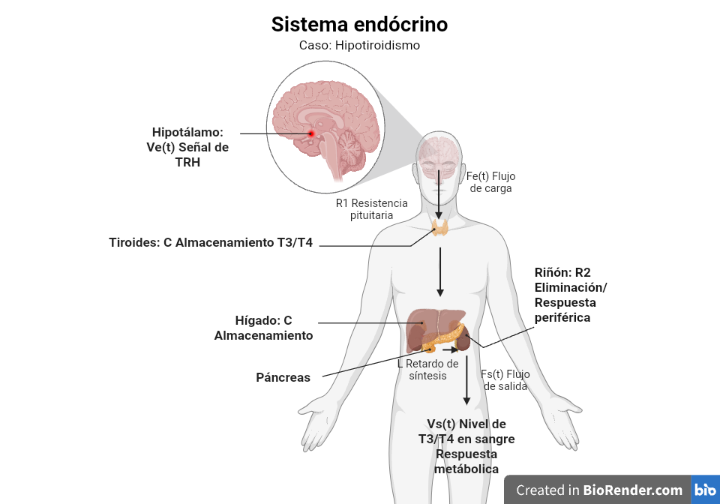 Sistema endócrino
Caso: Hipotiroidismo
Hipotálamo:
Ve(t) Señal de
TRH
Fe(t) Flujo
de carga
R1 Resistencia
pituitaria
Tiroides: C Almacenamiento T3/T4
Riñón: R2
Eliminación/
Respuesta
periférica
Hígado: C
Almacenamiento
Páncreas
L Retardo de
síntesis
Fs(t) Flujo
de salida
Vs(t) Nivel de
T3/T4 en sangre
Respuesta
metábolica
Created in BioRender.com bio